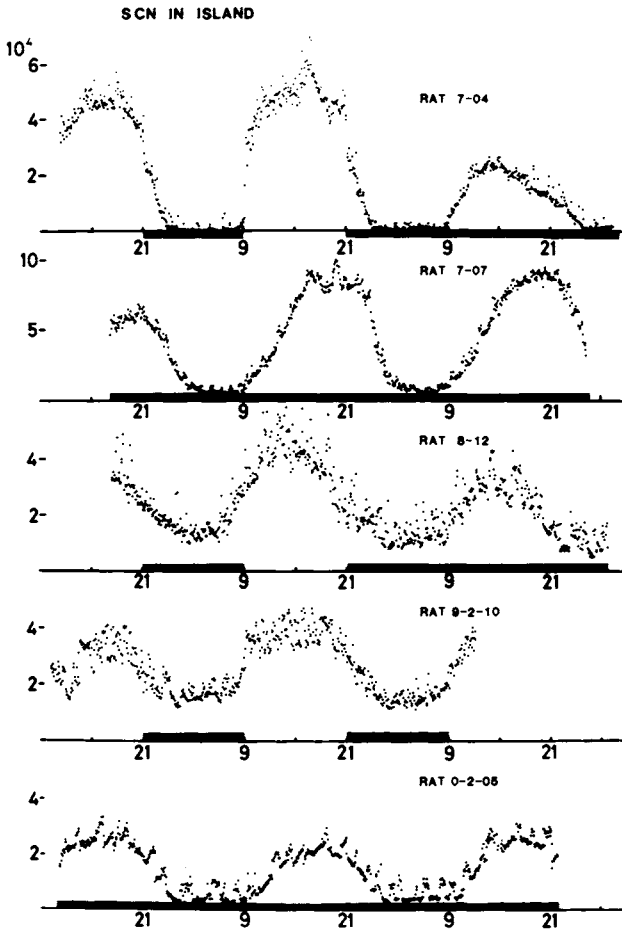 SCN IN ISLAND
10⁴
6-
RAT 7-04
4-
2-
21 9 21 9 21
10-
RAT 7-07
5-
21 9 21 9 21
RAT 8-12
4-
2-
21 9 21 9 21
RAT 9-2-10
4-
2-
21 9 21 9 21
RAT 0-2-05
4-
2-
21 9 21 9 21